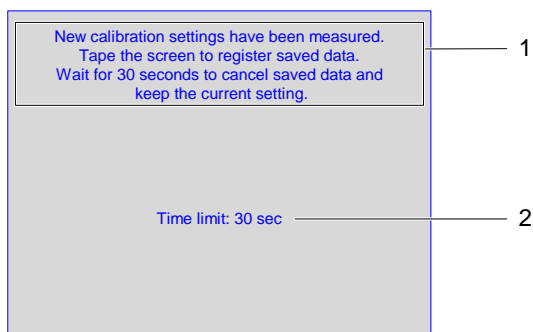 New calibration settings have been measured.
Tape the screen to register saved data.
Wait for 30 seconds to cancel saved data and
keep the current setting.
1
Time limit: 30 sec
2